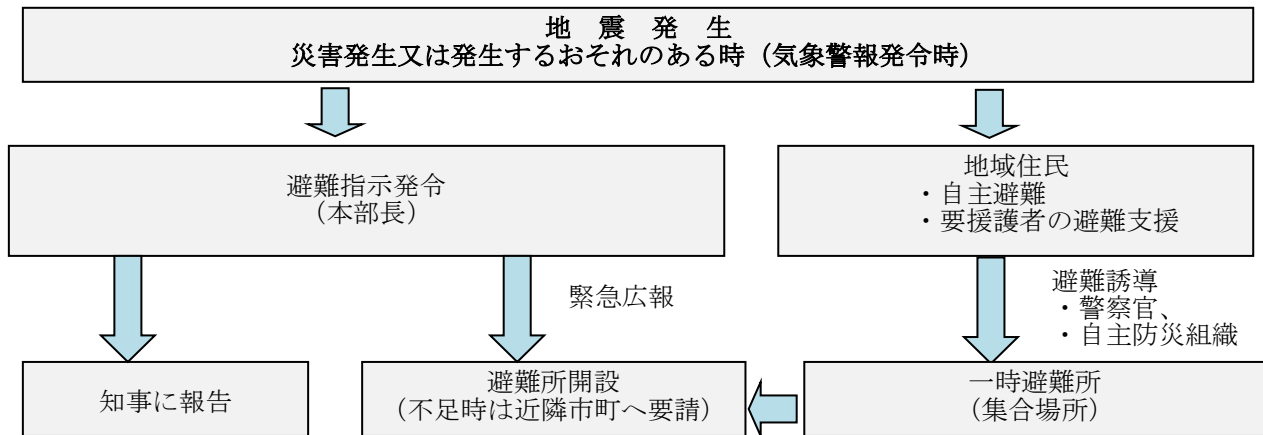 地　震　発　生
災害発生又は発生するおそれのある時（気象警報発令時）
避難指示発令
（本部長）
地域住民
・自主避難
・要援護者の避難支援
緊急広報
避難誘導
・警察官、
・自主防災組織
知事に報告
避難所開設
（不足時は近隣市町へ要請）
一時避難所
（集合場所）